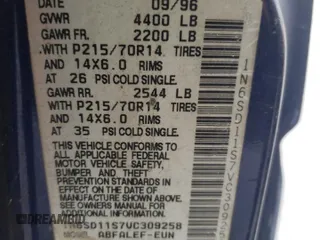 09/96
GVWR 4400 LB
GAWR FR. 2200 LB
WITH P215/70R14 TIRES
AND 14X6.0 RIMS
AT 26 PSI COLD SINGLE.
GAWR RR. 2544 LB
WITH P215/70R14 TIRES
AND 14X6.0 RIMS
AT 35 PSI COLD SINGLE.
THIS VEHICLE CONFORMS TO
ALL APPLICABLE FEDERAL
MOTOR VEHICLE SAFETY,
BUMPER AND THEFT
PREVENTION STANDARDS IN
EFFECT ON THE DATE OF
MANUFACTURE SHOWN ABOVE.
SEE OWNERS MANUAL FOR
ADDITIONAL INFORMATION
1N6SD11S7VC309258
MODEL ABFALEF-EUN
1N6SD11S7VC309258